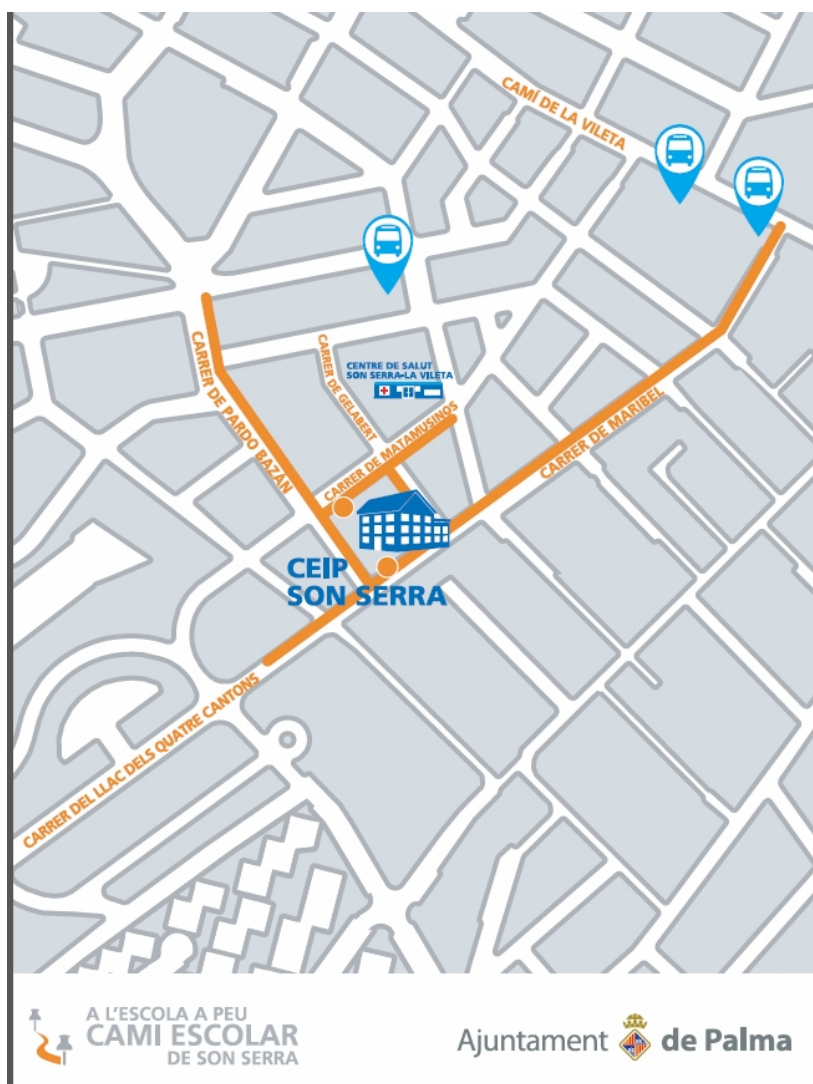 CAMÍ DE LA VILETA
CARRER DE PARDO BAZÁN
CARRER DE GELABERT
CENTRE DE SALUT
SON SERRA-LA VILETA
CARRER DE MATAMUSINOS
CARRER DE MARIBEL
CEIP
SON SERRA
CARRER DEL LLAC DELS QUATRE CANTONS
A L'ESCOLA A PEU
CAMI ESCOLAR
DE SON SERRA
Ajuntament de Palma